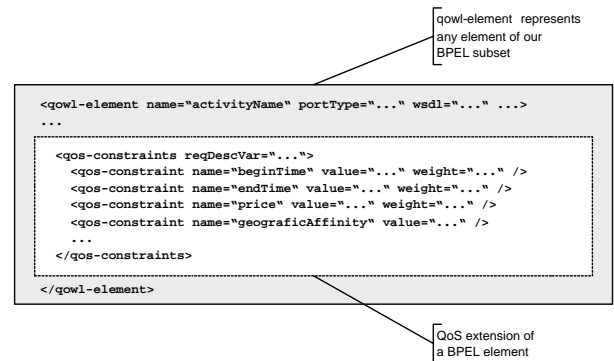 qowl-element represents
any element of our
BPEL subset
<qowl-element name=“activityName“ portType=“...“ wsdl=“...“ ...>
...
<qos-constraints reqDescVar=“...“>
<qos-constraint name=“beginTime“ value=“...“ weight=“...“ />
<qos-constraint name=“endTime“ value=“...“ weight=“...“ />
<qos-constraint name=“price“ value=“...“ weight=“...“ />
<qos-constraint name=“geograficAffinity“ value=“...“ />
...
</qos-constraints>
</qowl-element>
QoS extension of
a BPEL element